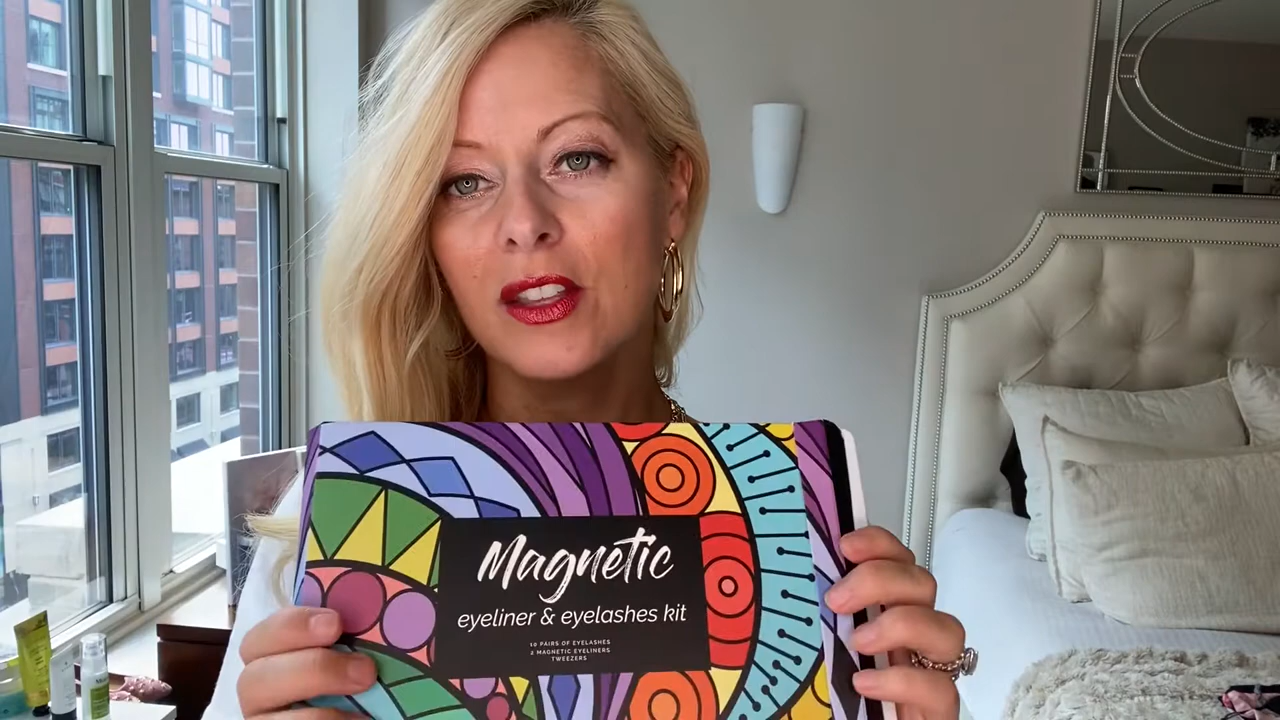 Magnetic
eyeliner & eyelashes kit
10 PAIRS OF EYELASHES
2 MAGNETIC EYELINERS
TWEEZERS